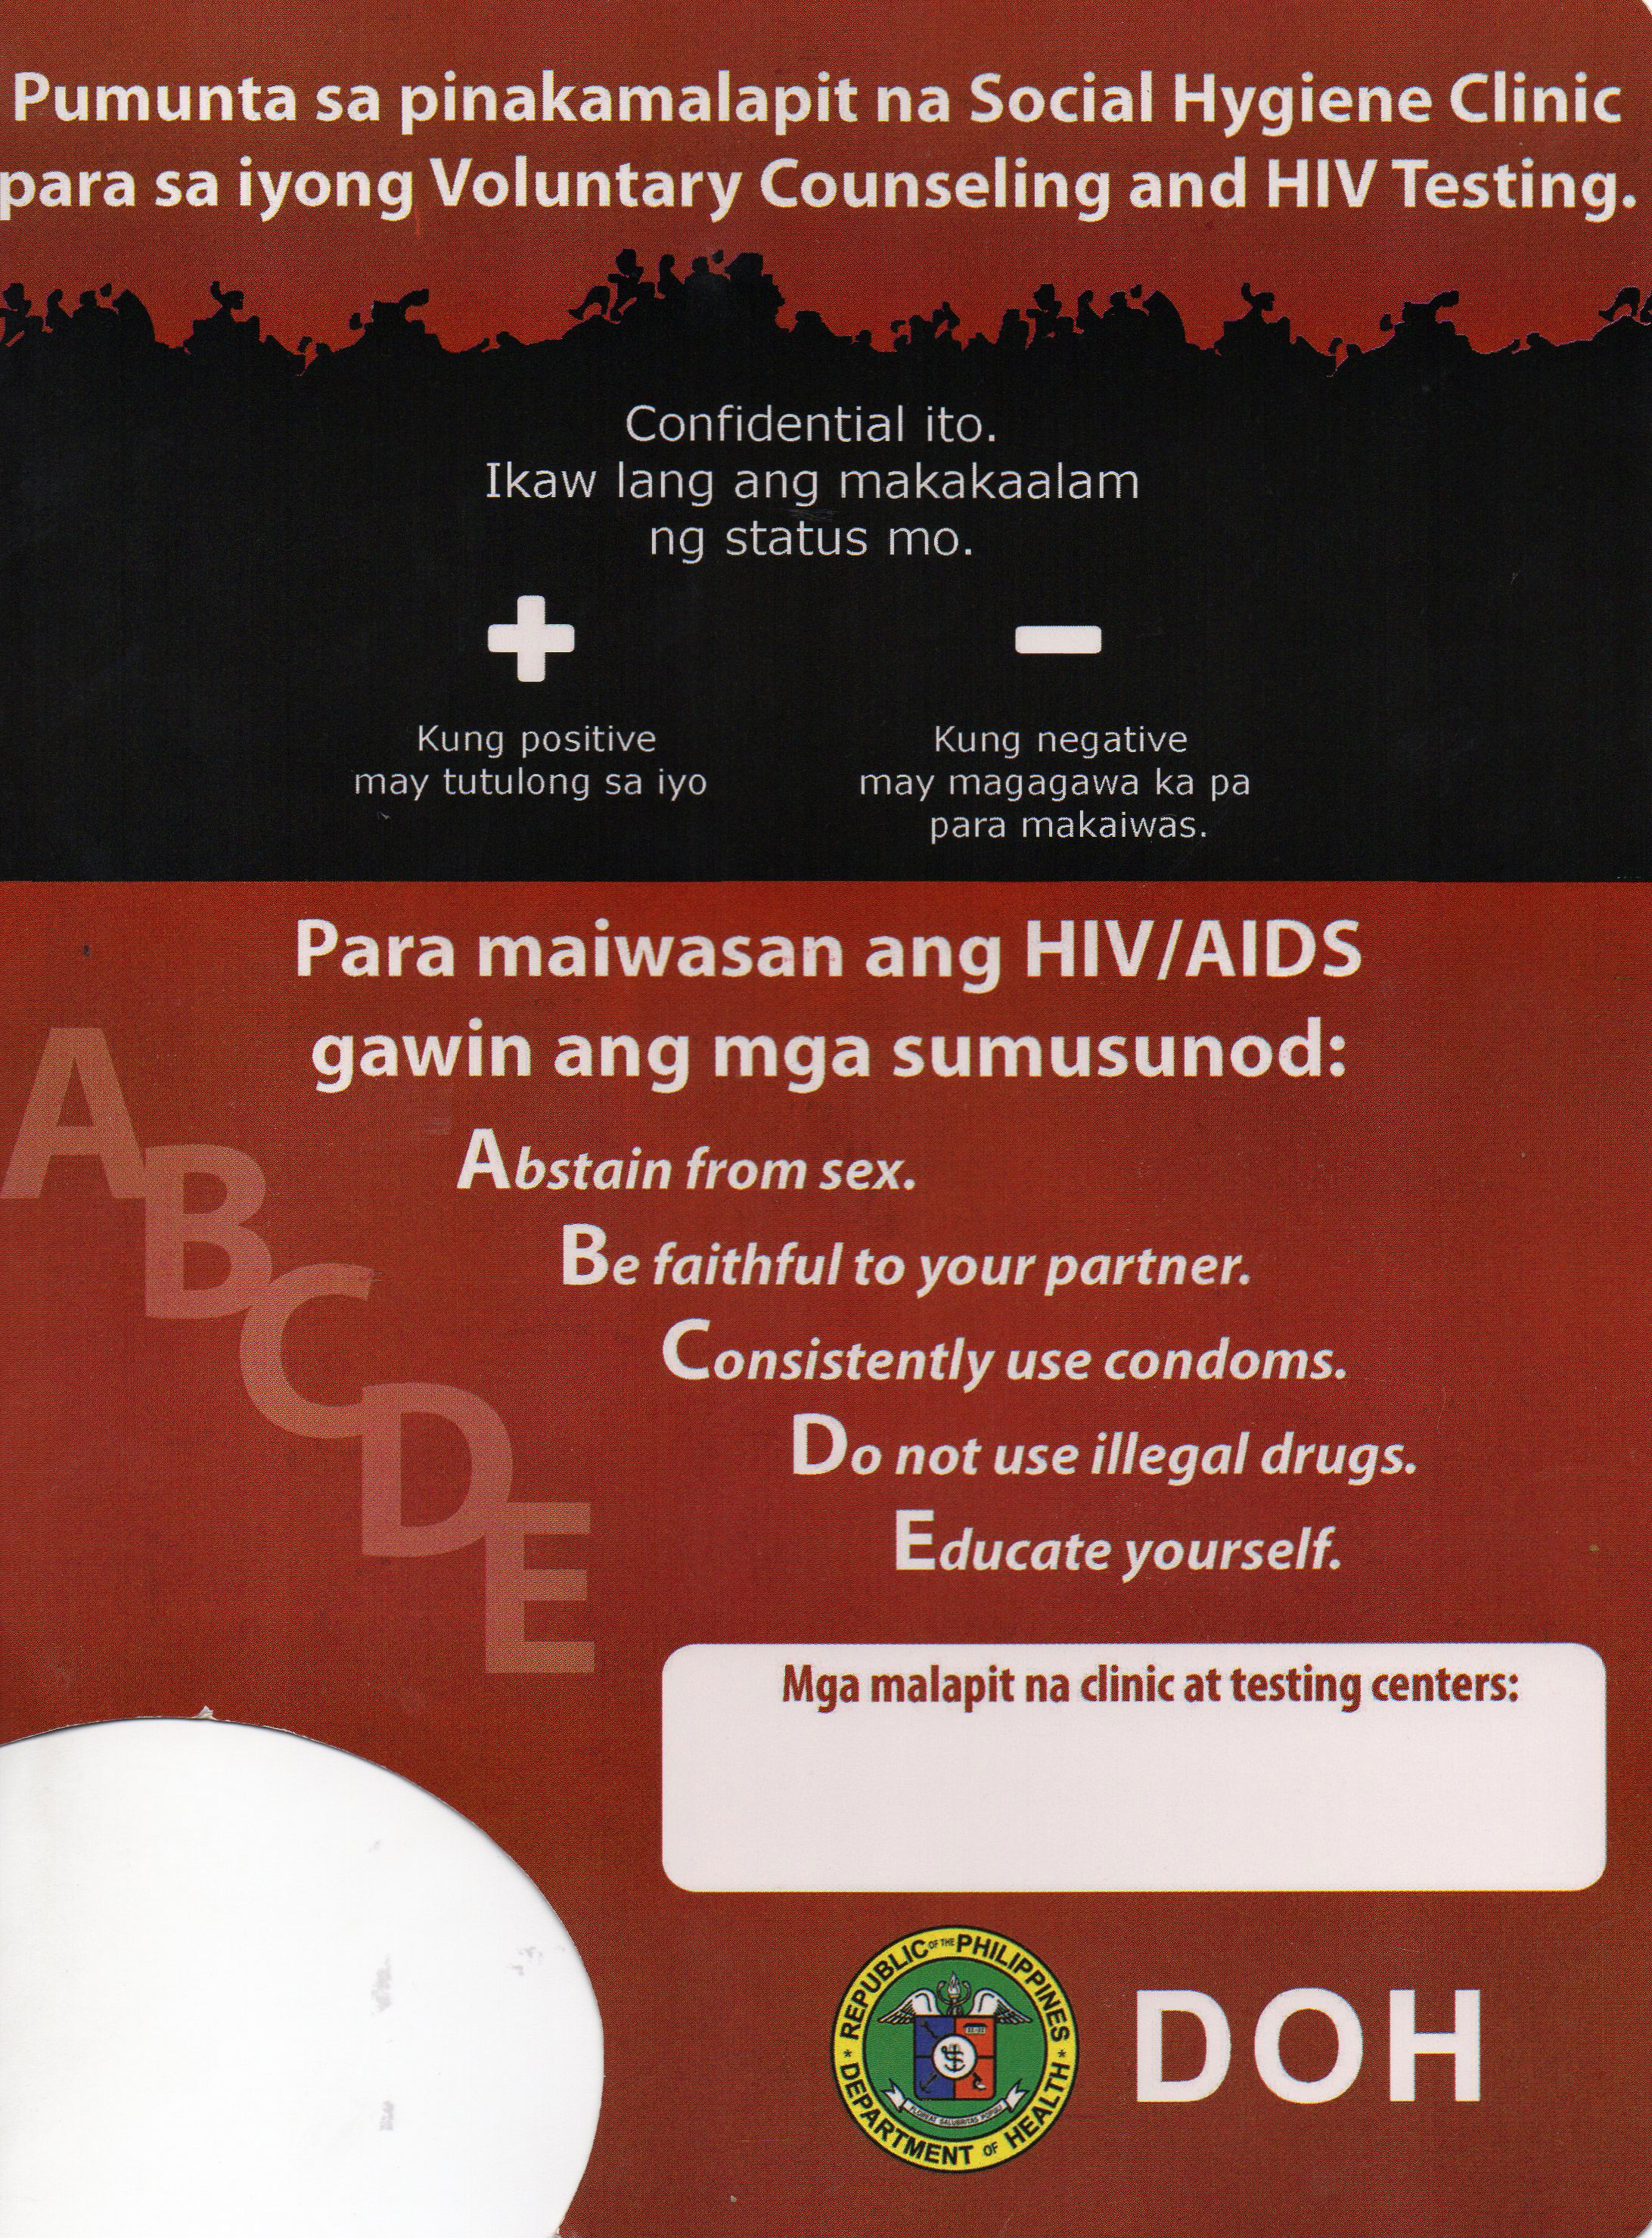 Pumunta sa pinakamalapit na Social Hygiene Clinic
para sa iyong Voluntary Counseling and HIV Testing.
Confidential ito.
Ikaw lang ang makakaalam
ng status mo.
+
Kung positive
may tutulong sa iyo
-
Kung negative
may magagawa ka pa
para makaiwas.
Para maiwasan ang HIV/AIDS
gawin ang mga sumusunod:
A
B
C
D
E
Abstain from sex.
Be faithful to your partner.
Consistently use condoms.
Do not use illegal drugs.
Educate yourself.
Mga malapit na clinic at testing centers:
REPUBLIC OF THE PHILIPPINES
DEPARTMENT OF HEALTH
FLOREAT SALUBRITAS POPULI
DOH